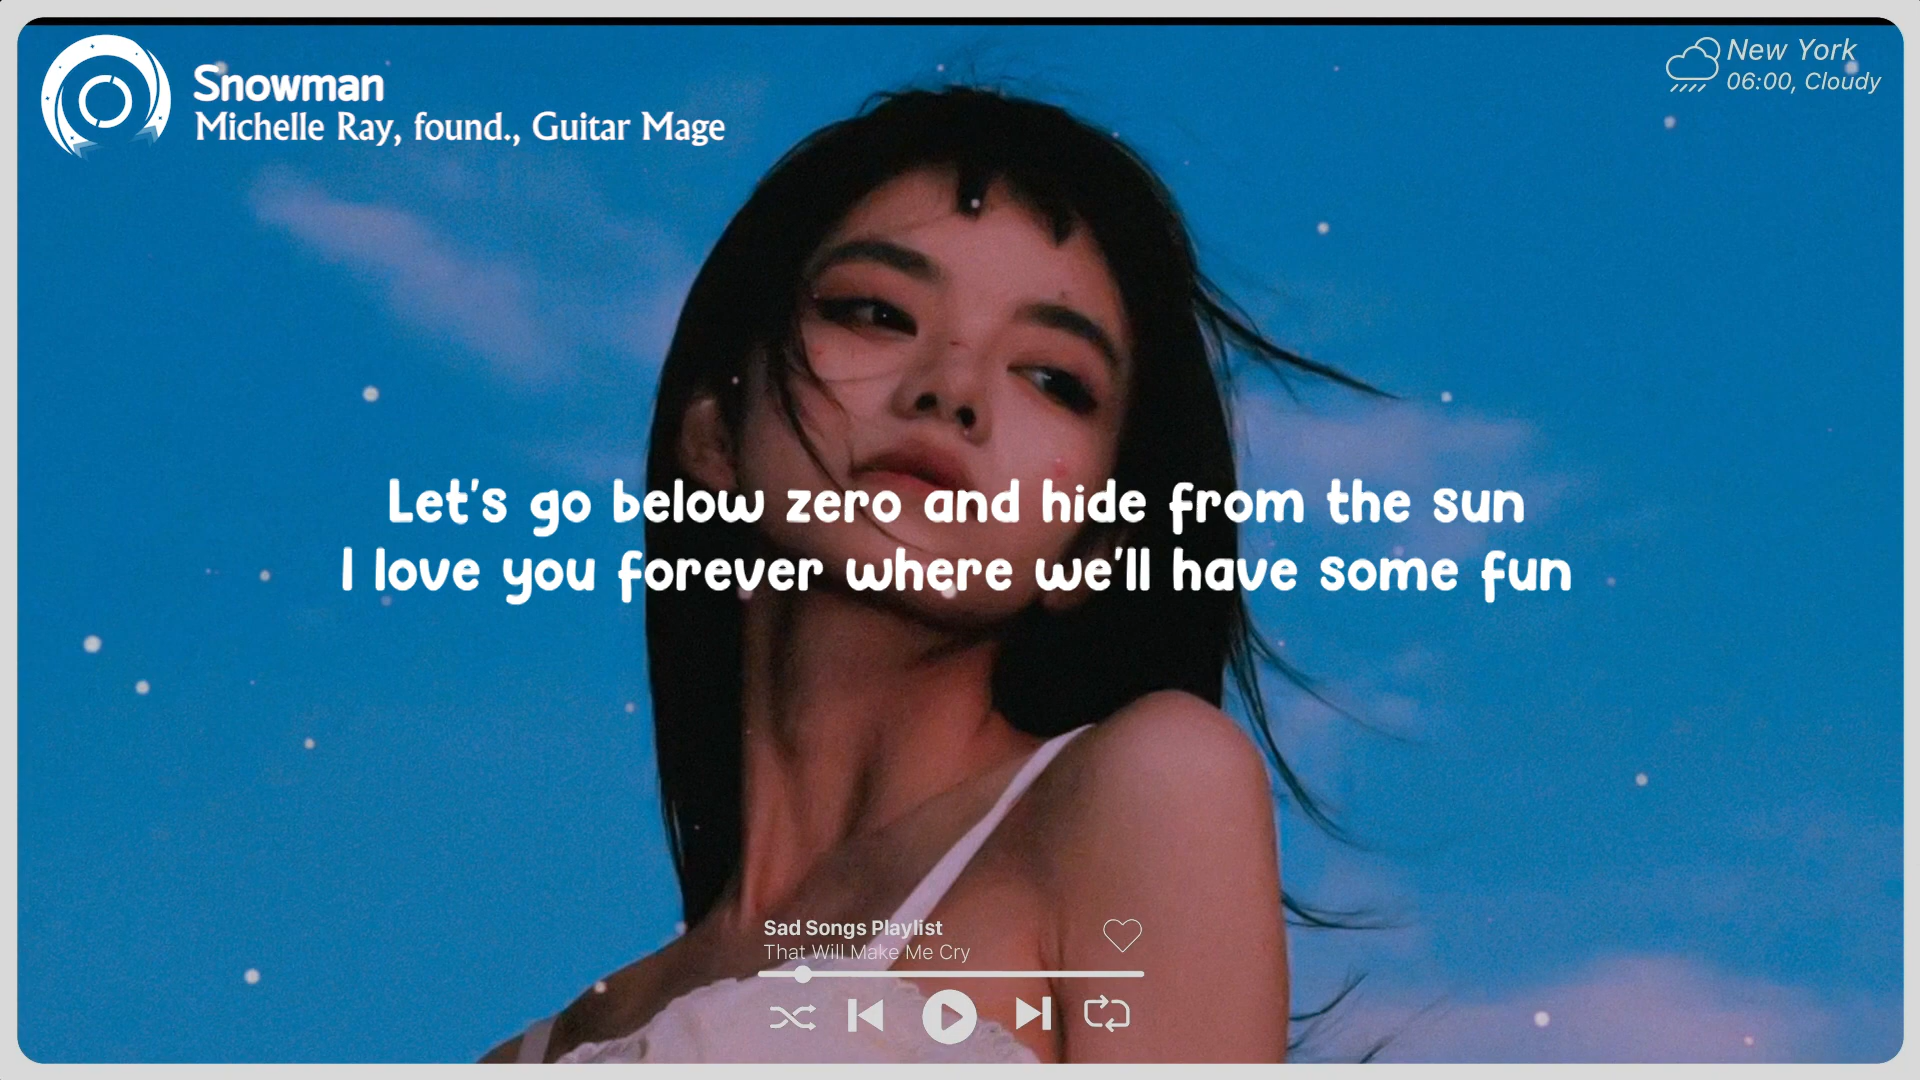 Snowman
Michelle Ray, found., Guitar Mage
New York
06:00, Cloudy
Let's go below zero and hide from the sun
I love you forever where we'll have some fun
Sad Songs Playlist
That Will Make Me Cry